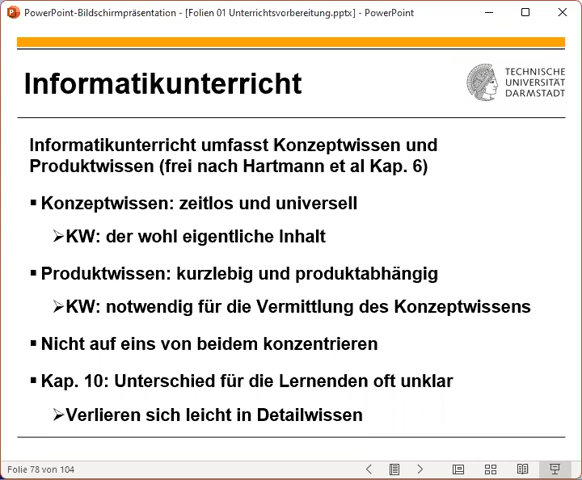 PowerPoint-Bildschirmpräsentation - [Folien 01 Unterrichtsvorbereitung.pptx] - PowerPoint
Informatikunterricht
TECHNISCHE
UNIVERSITÄT
DARMSTADT
Informatikunterricht umfasst Konzeptwissen und
Produktwissen (frei nach Hartmann et al Kap. 6)
▪ Konzeptwissen: zeitlos und universell
➢KW: der wohl eigentliche Inhalt
▪ Produktwissen: kurzlebig und produktabhängig
➢KW: notwendig für die Vermittlung des Konzeptwissens
▪ Nicht auf eins von beidem konzentrieren
▪ Kap. 10: Unterschied für die Lernenden oft unklar
➢Verlieren sich leicht in Detailwissen
Folie 78 von 104